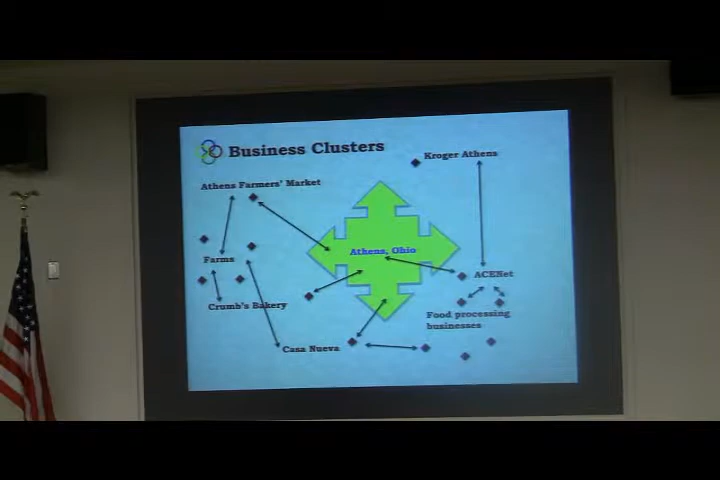 Business Clusters
Kroger Athens
Athens Farmers' Market
Athens, Ohio
Farms
ACENet
Crumb's Bakery
Food processing
businesses
Casa Nueva